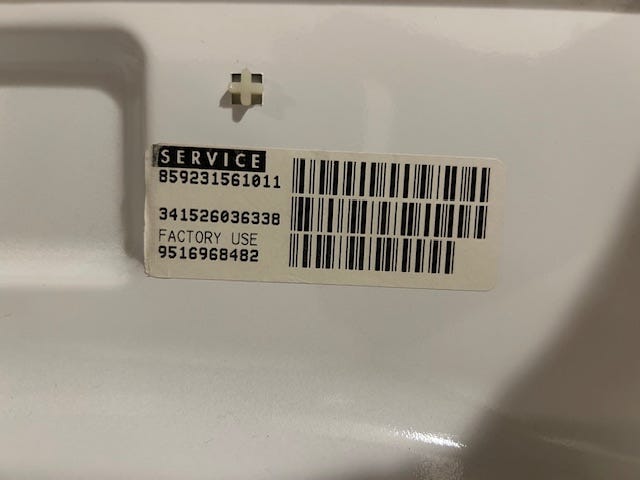 SERVICE
859231561011
341526036338
FACTORY USE
9516968482